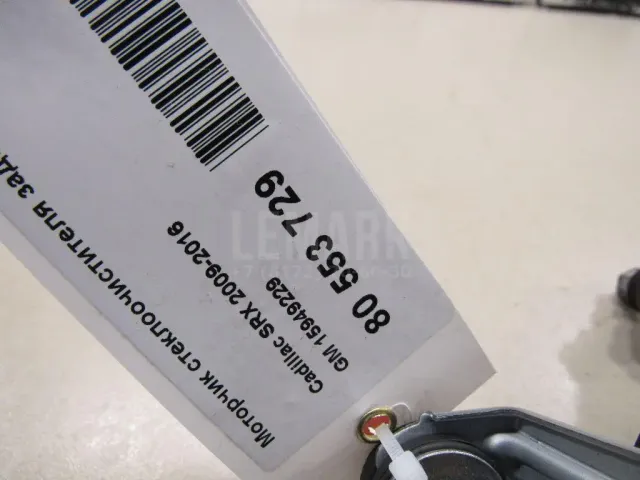 Моторчик стеклоочистителя зад
Cadillac SRX 2009-2016
GM 15949229
80 553 729